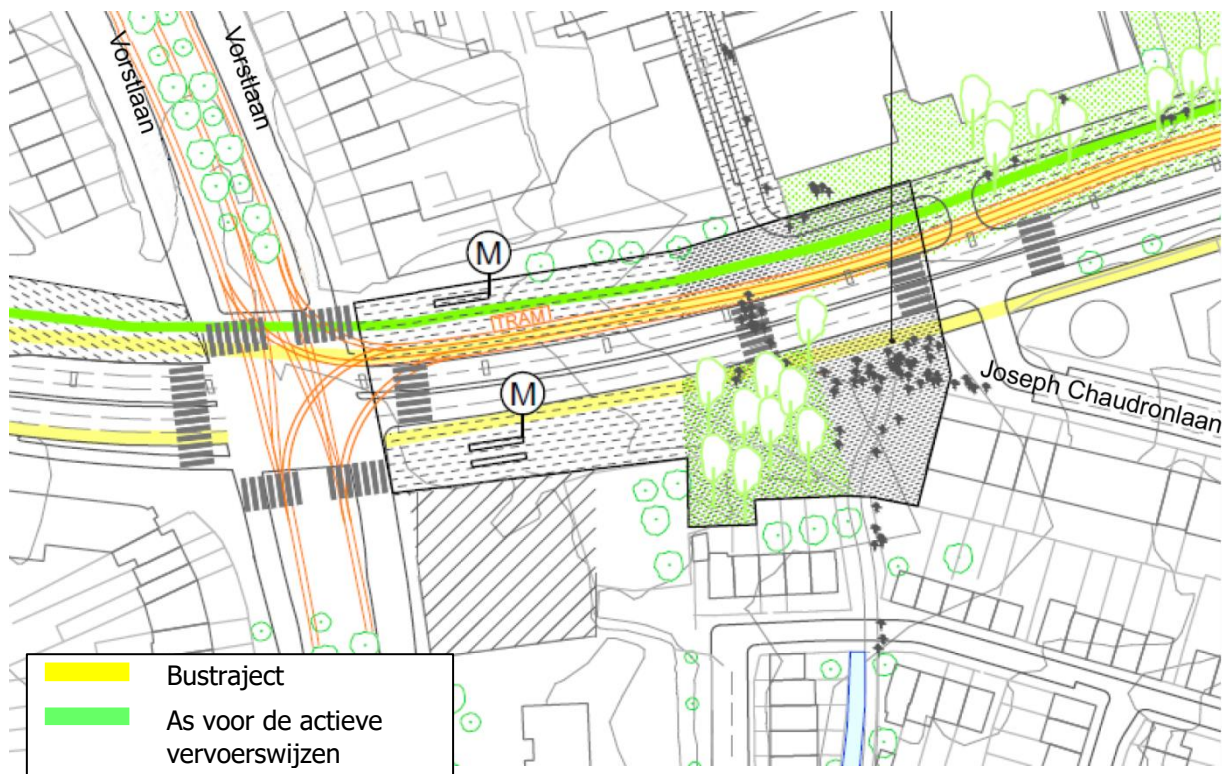 Vorstlaan
Vorstlaan
M
TRAM
M
Joseph Chaudronlaan
Bustraject
As voor de actieve
vervoerswijzen